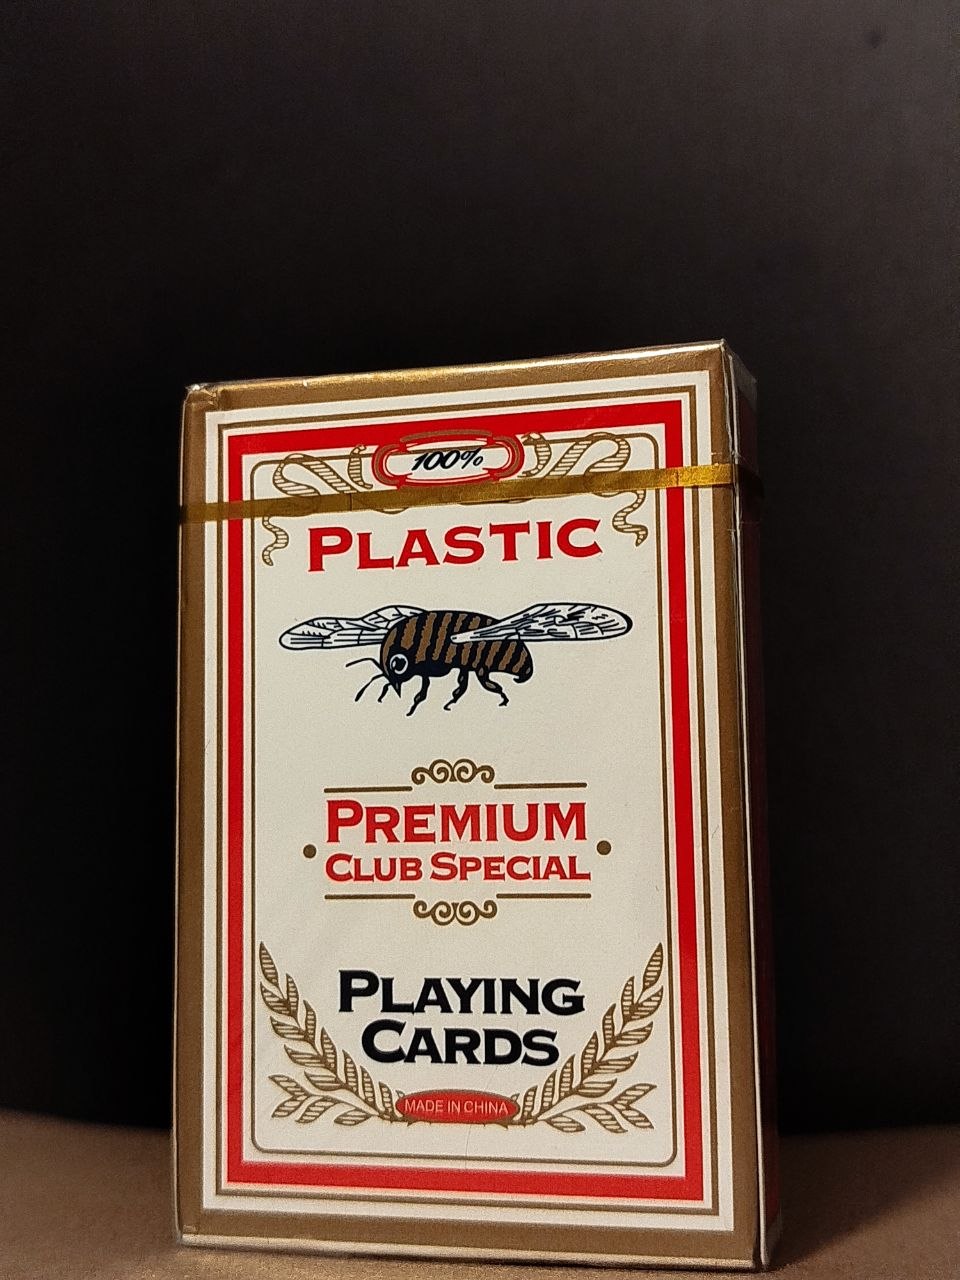 100%
PLASTIC
PREMIUM
CLUB SPECIAL
PLAYING
CARDS
MADE IN CHINA